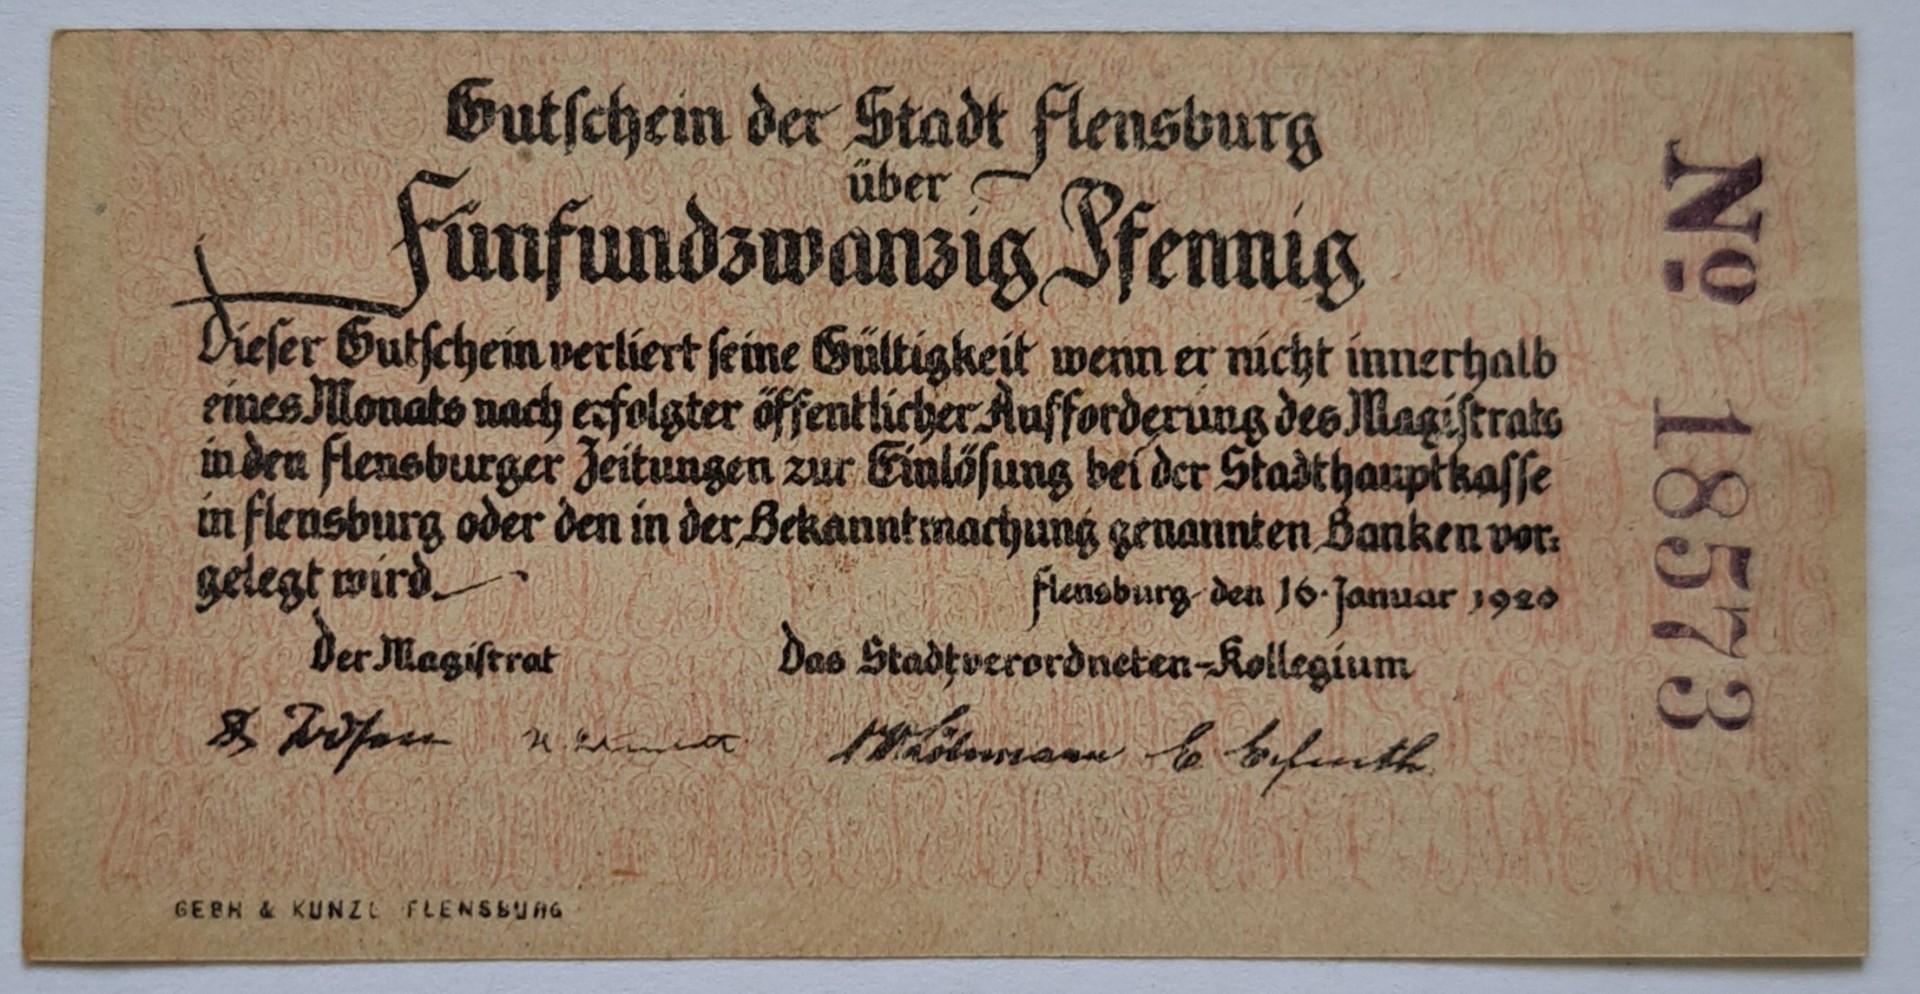 Gutschein der Stadt Flensburg
über
Fünfundzwanzig Pfennig
Dieser Gutschein verliert seine Gültigkeit wenn er nicht innerhalb
eines Monats nach erfolgter öffentlicher Aufforderung des Magistrats
in den Flensburger Zeitungen zur Einlösung bei der Stadthauptkasse
in Flensburg oder den in der Bekanntmachung genannten Banken vor-
gelegt wird.
Flensburg den 16. Januar 1920
Der Magistrat
Das Stadtverordneten-Kollegium
GEBH & KUNZE FLENSBURG
No 18573